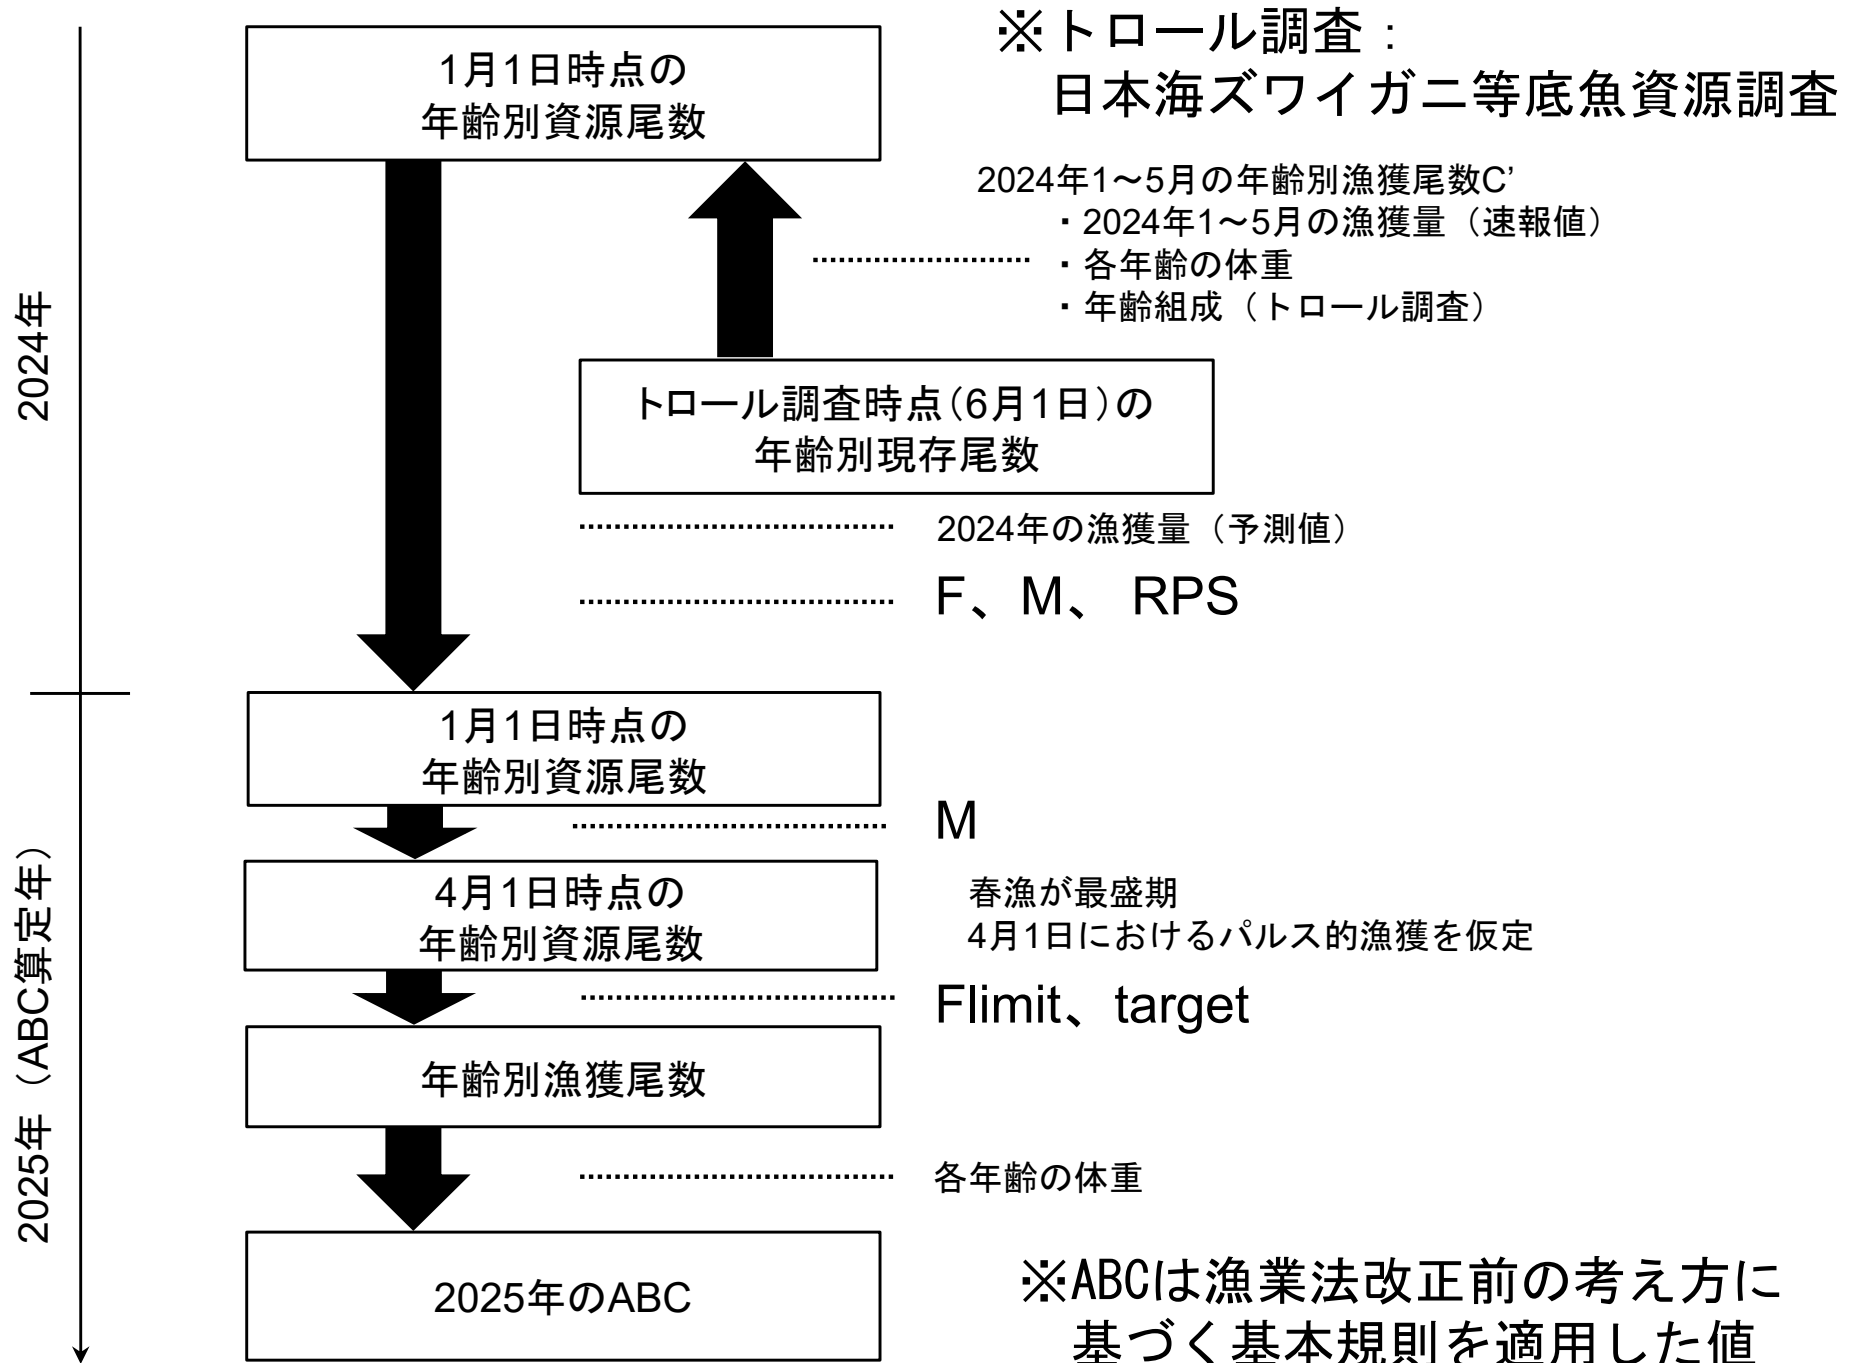 ※トロール調査：
日本海ズワイガニ等底魚資源調査
1月1日時点の
年齢別資源尾数
2024年1～5月の年齢別漁獲尾数C’
・2024年1～5月の漁獲量（速報値）
・各年齢の体重
・年齢組成（トロール調査）
2024年
トロール調査時点(6月1日)の
年齢別現存尾数
2024年の漁獲量（予測値）
F、M、 RPS
1月1日時点の
年齢別資源尾数
M
4月1日時点の
年齢別資源尾数
春漁が最盛期
4月1日におけるパルス的漁獲を仮定
Flimit、target
2025年（ABC算定年）
年齢別漁獲尾数
各年齢の体重
2025年のABC
※ABCは漁業法改正前の考え方に
基づく基本規則を適用した値